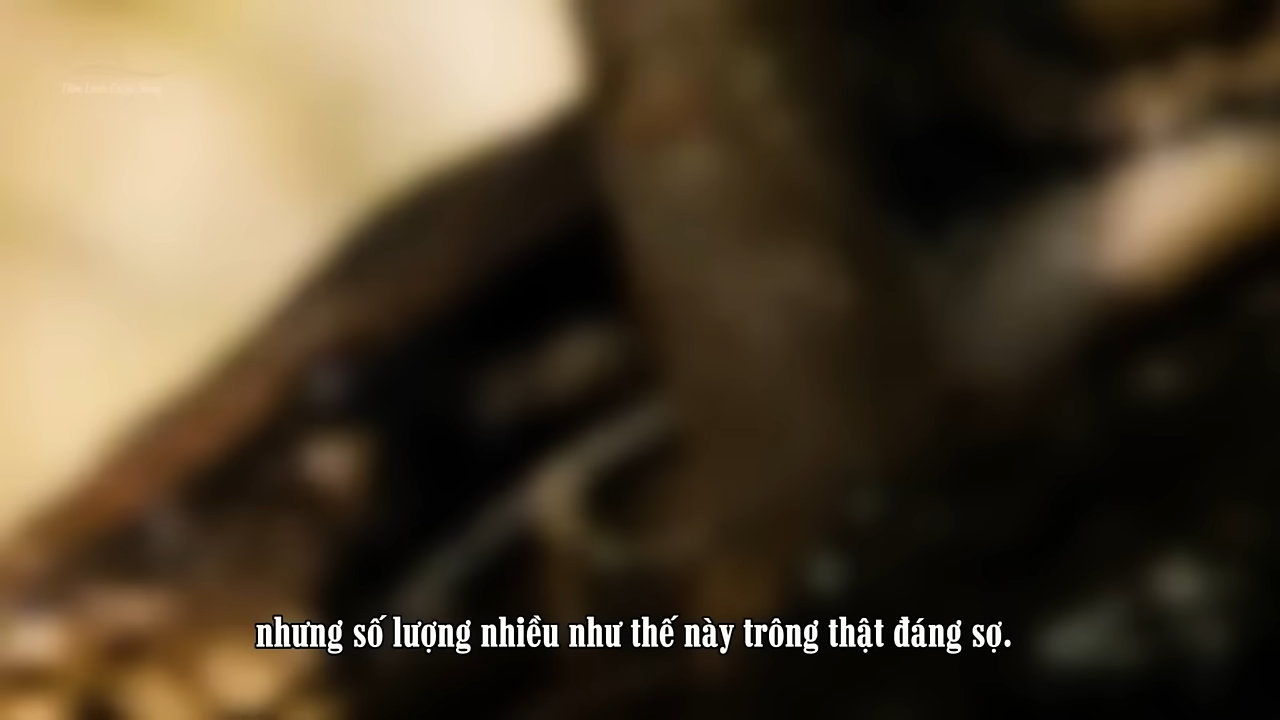 nhưng số lượng nhiều như thế này trông thật đáng sợ.